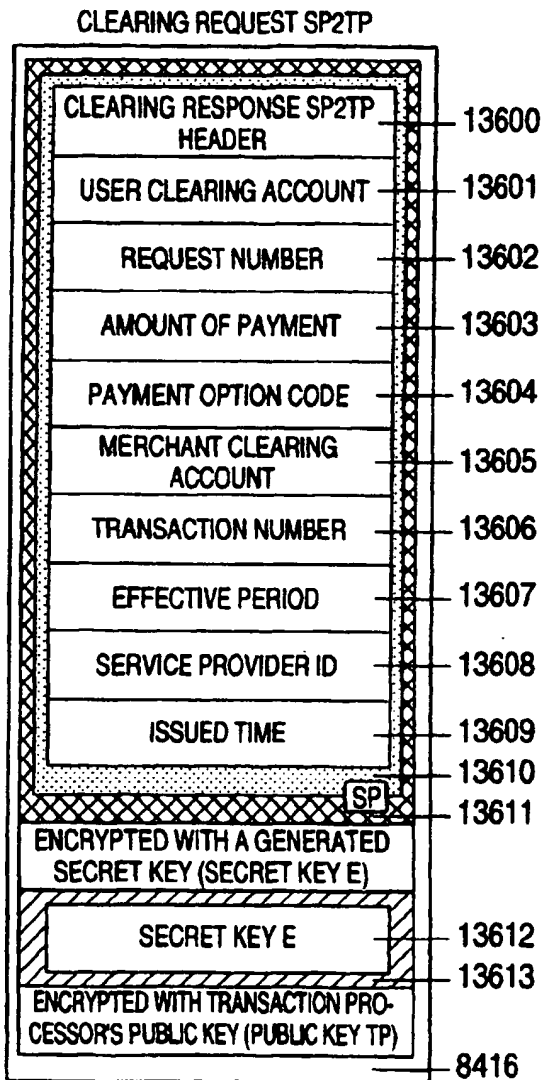 CLEARING REQUEST SP2TP
CLEARING RESPONSE SP2TP
HEADER
13600
USER CLEARING ACCOUNT
13601
REQUEST NUMBER
13602
AMOUNT OF PAYMENT
13603
PAYMENT OPTION CODE
13604
MERCHANT CLEARING
ACCOUNT
13605
TRANSACTION NUMBER
13606
EFFECTIVE PERIOD
13607
SERVICE PROVIDER ID
13608
ISSUED TIME
13609
13610
SP
13611
ENCRYPTED WITH A GENERATED
SECRET KEY (SECRET KEY E)
SECRET KEY E
13612
13613
ENCRYPTED WITH TRANSACTION PRO-
CESSOR'S PUBLIC KEY (PUBLIC KEY TP)
8416